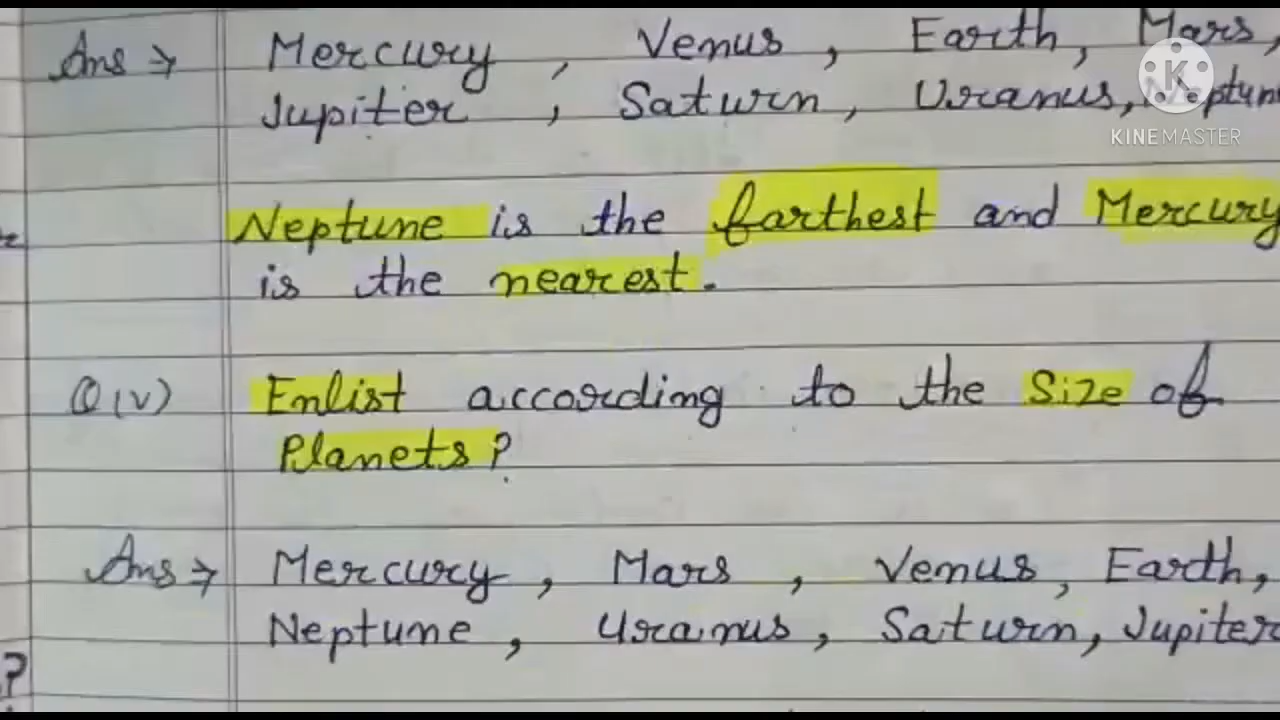 Ans → Mercury , Venus , Earth, Mars,
Jupiter , Saturn , Uranus, Neptun
KINEMASTER
Neptune is the farthest and Mercury
is the nearest.
Q(v) Enlist according to the Size of
Planets?
Ans → Mercury , Mars , Venus, Earth,
Neptune , Uranus, Saturn, Jupiter
?